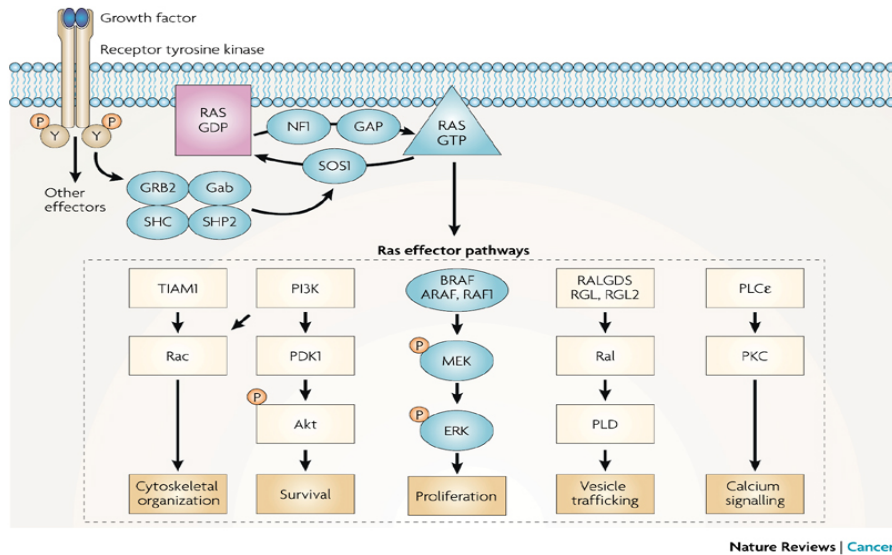 Growth factor
Receptor tyrosine kinase
P
Y
Y
P
Other
effectors
RAS
GDP
NF1
GAP
RAS
GTP
SOS1
GRB2
Gab
SHC
SHP2
Ras effector pathways
TIAM1
PI3K
BRAF
ARAF, RAF1
RALGDS
RGL, RGL2
PLCε
Rac
PDK1
P
MEK
Ral
PKC
P
Akt
P
ERK
PLD
Cytoskeletal
organization
Survival
Proliferation
Vesicle
trafficking
Calcium
signalling
Nature Reviews | Cancer